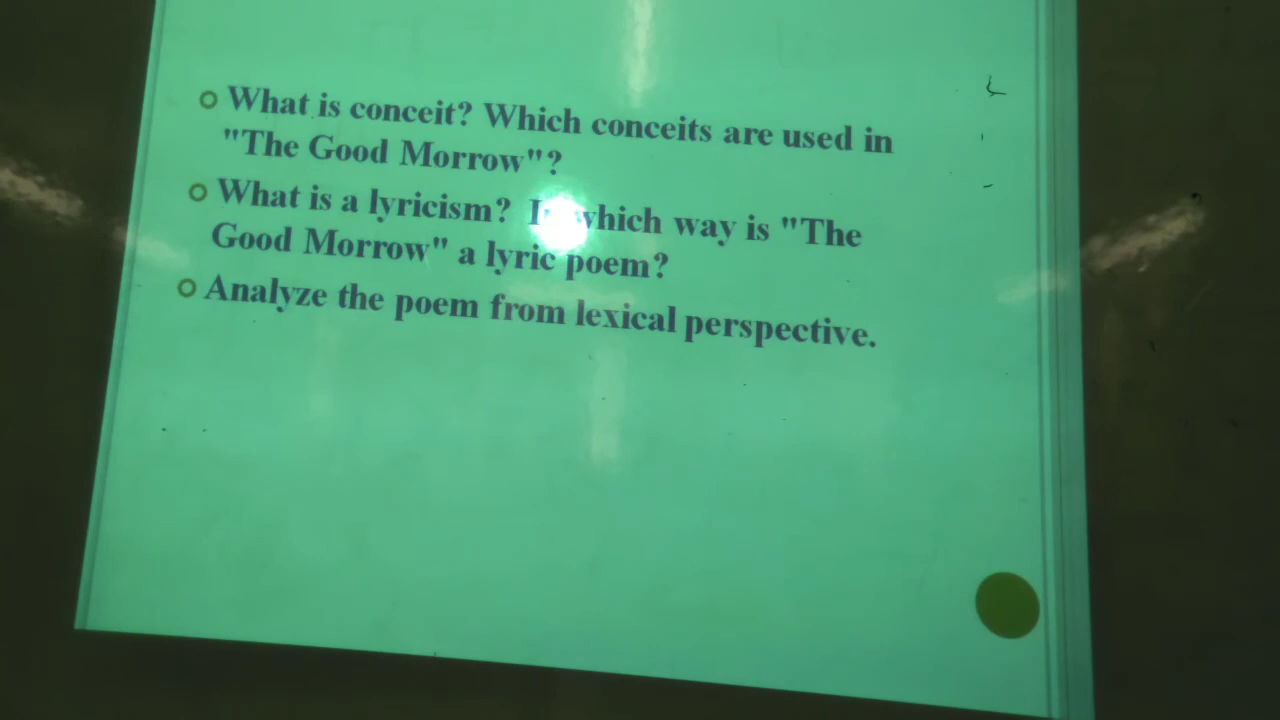 What is conceit? Which conceits are used in
"The Good Morrow"?
What is a lyricism? In which way is "The
Good Morrow" a lyric poem?
Analyze the poem from lexical perspective.